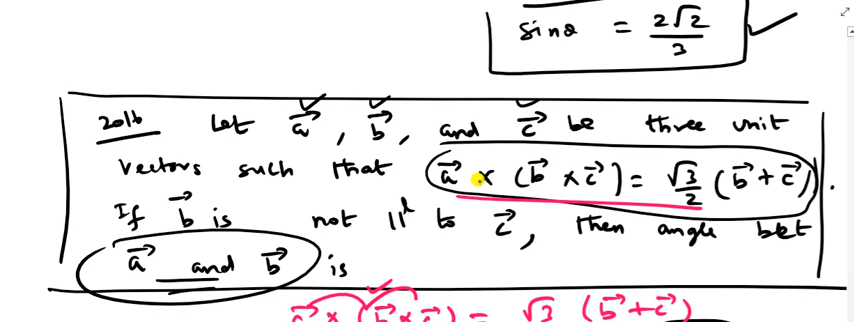 sinθ = 2√2/3
2016 Let a⃗, b⃗, and c⃗ be three unit
vectors such that a⃗ × (b⃗ × c⃗) = √3/2 (b⃗ + c⃗).
If b⃗ is not ||l to c⃗, then angle bet
a⃗ and b⃗ is
a⃗ × (b⃗ × c⃗) = √3 (b⃗ + c⃗)